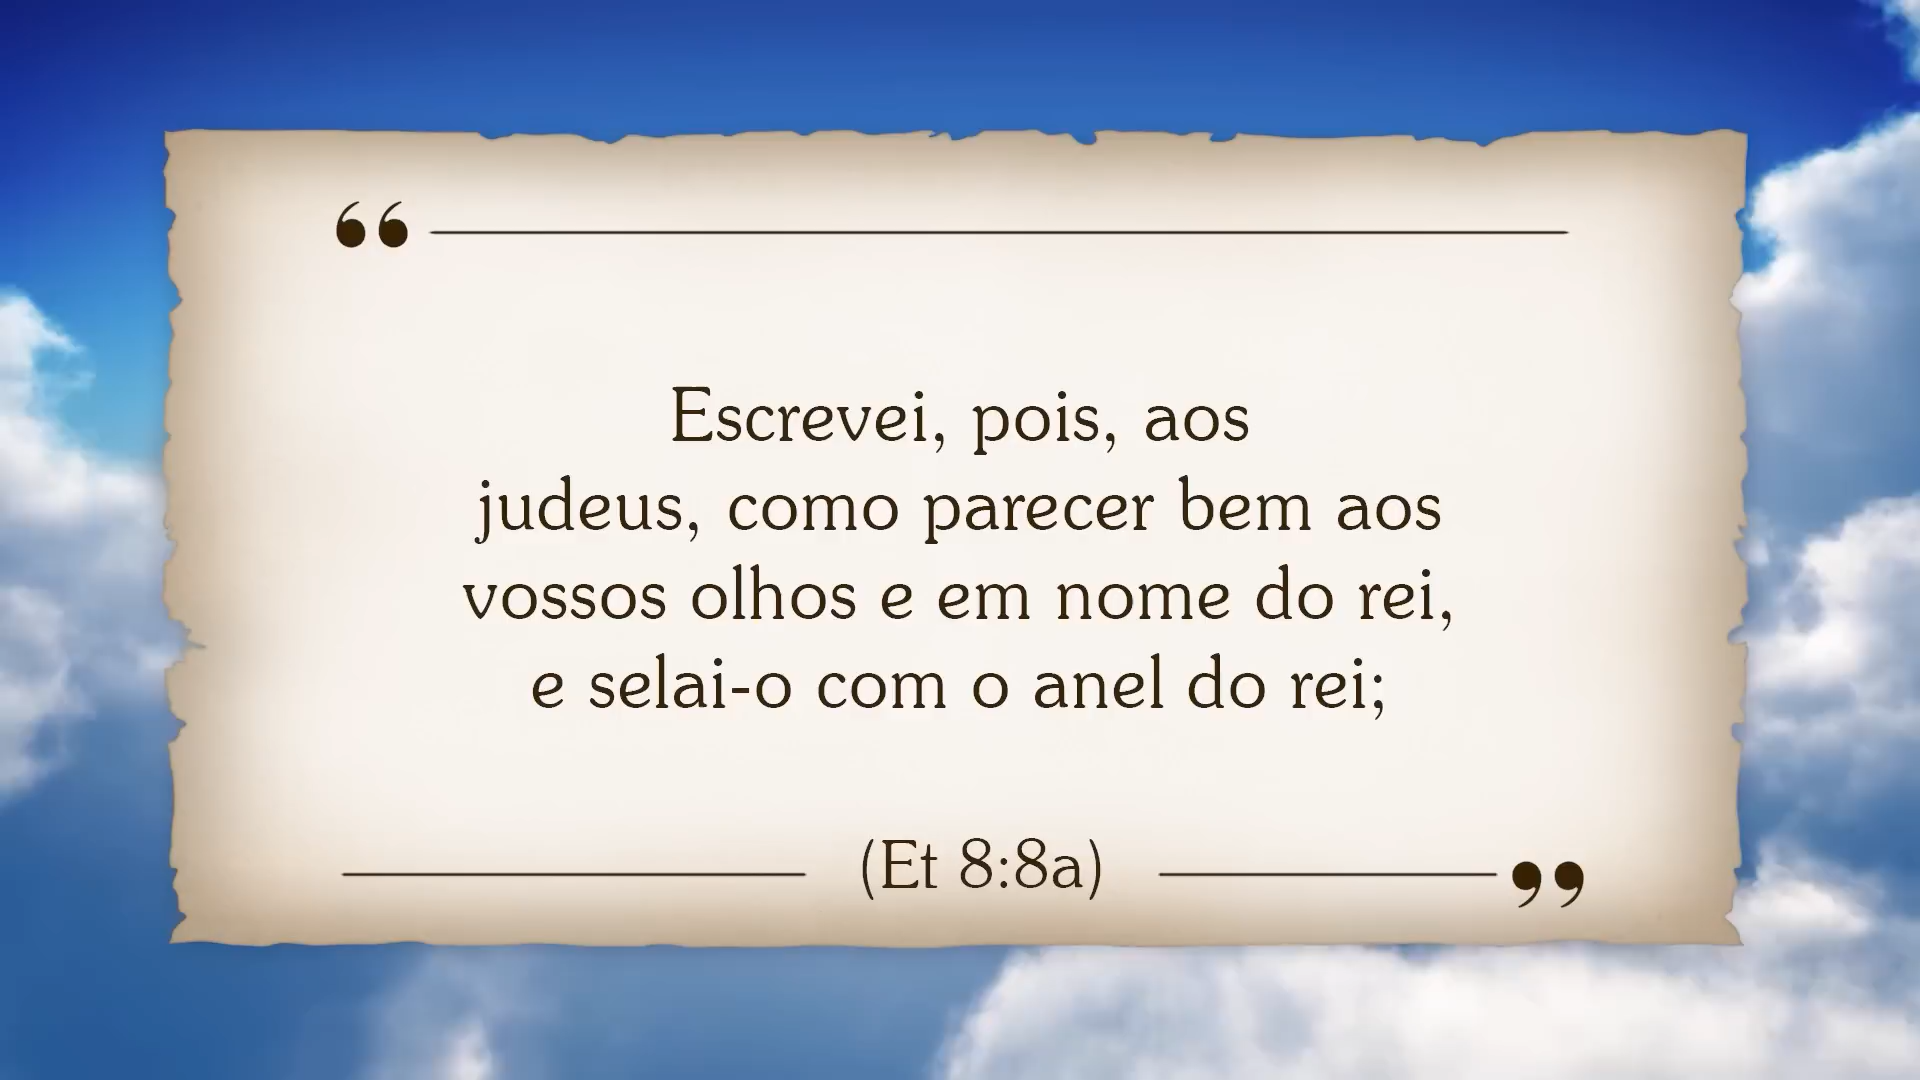 “
Escrevei, pois, aos
judeus, como parecer bem aos
vossos olhos e em nome do rei,
e selai-o com o anel do rei;
(Et 8:8a)
”